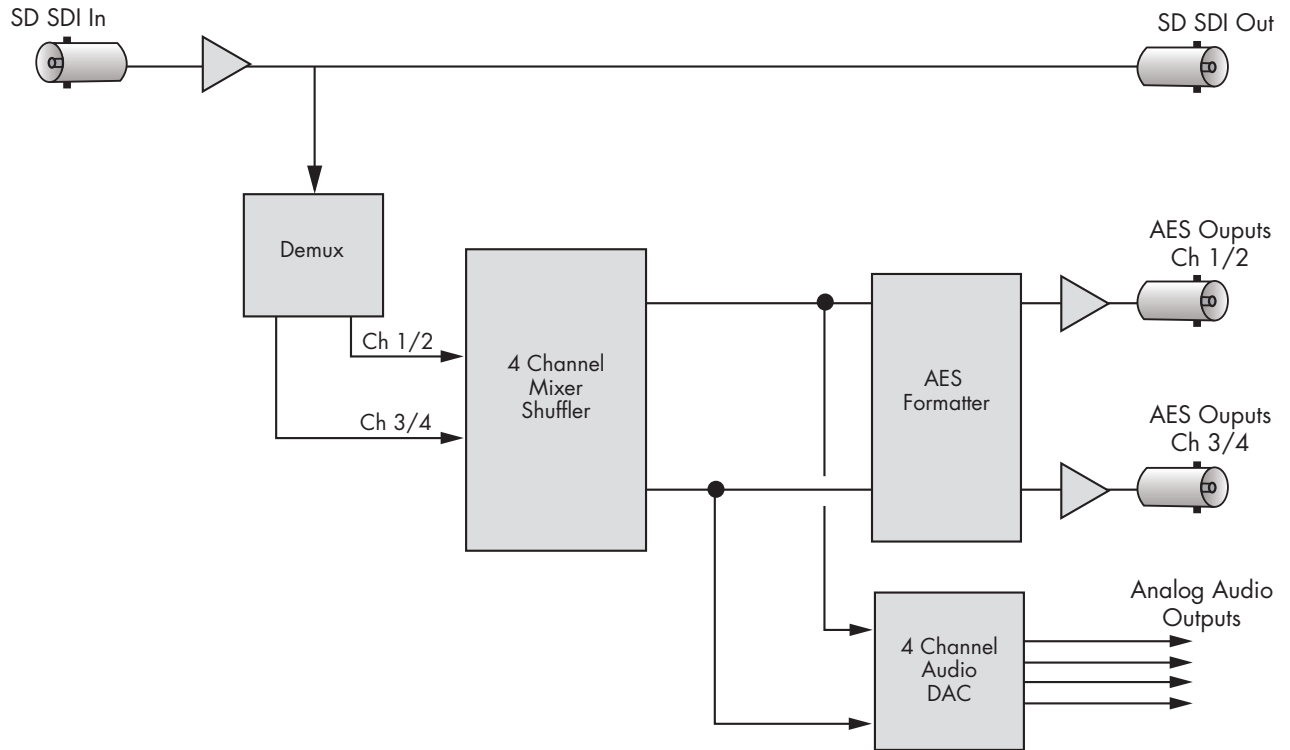 SD SDI In
SD SDI Out
Demux
AES Ouputs
Ch 1/2
Ch 1/2
4 Channel
Mixer
Shuffler
AES
Formatter
Ch 3/4
AES Ouputs
Ch 3/4
Analog Audio
Outputs
4 Channel
Audio
DAC